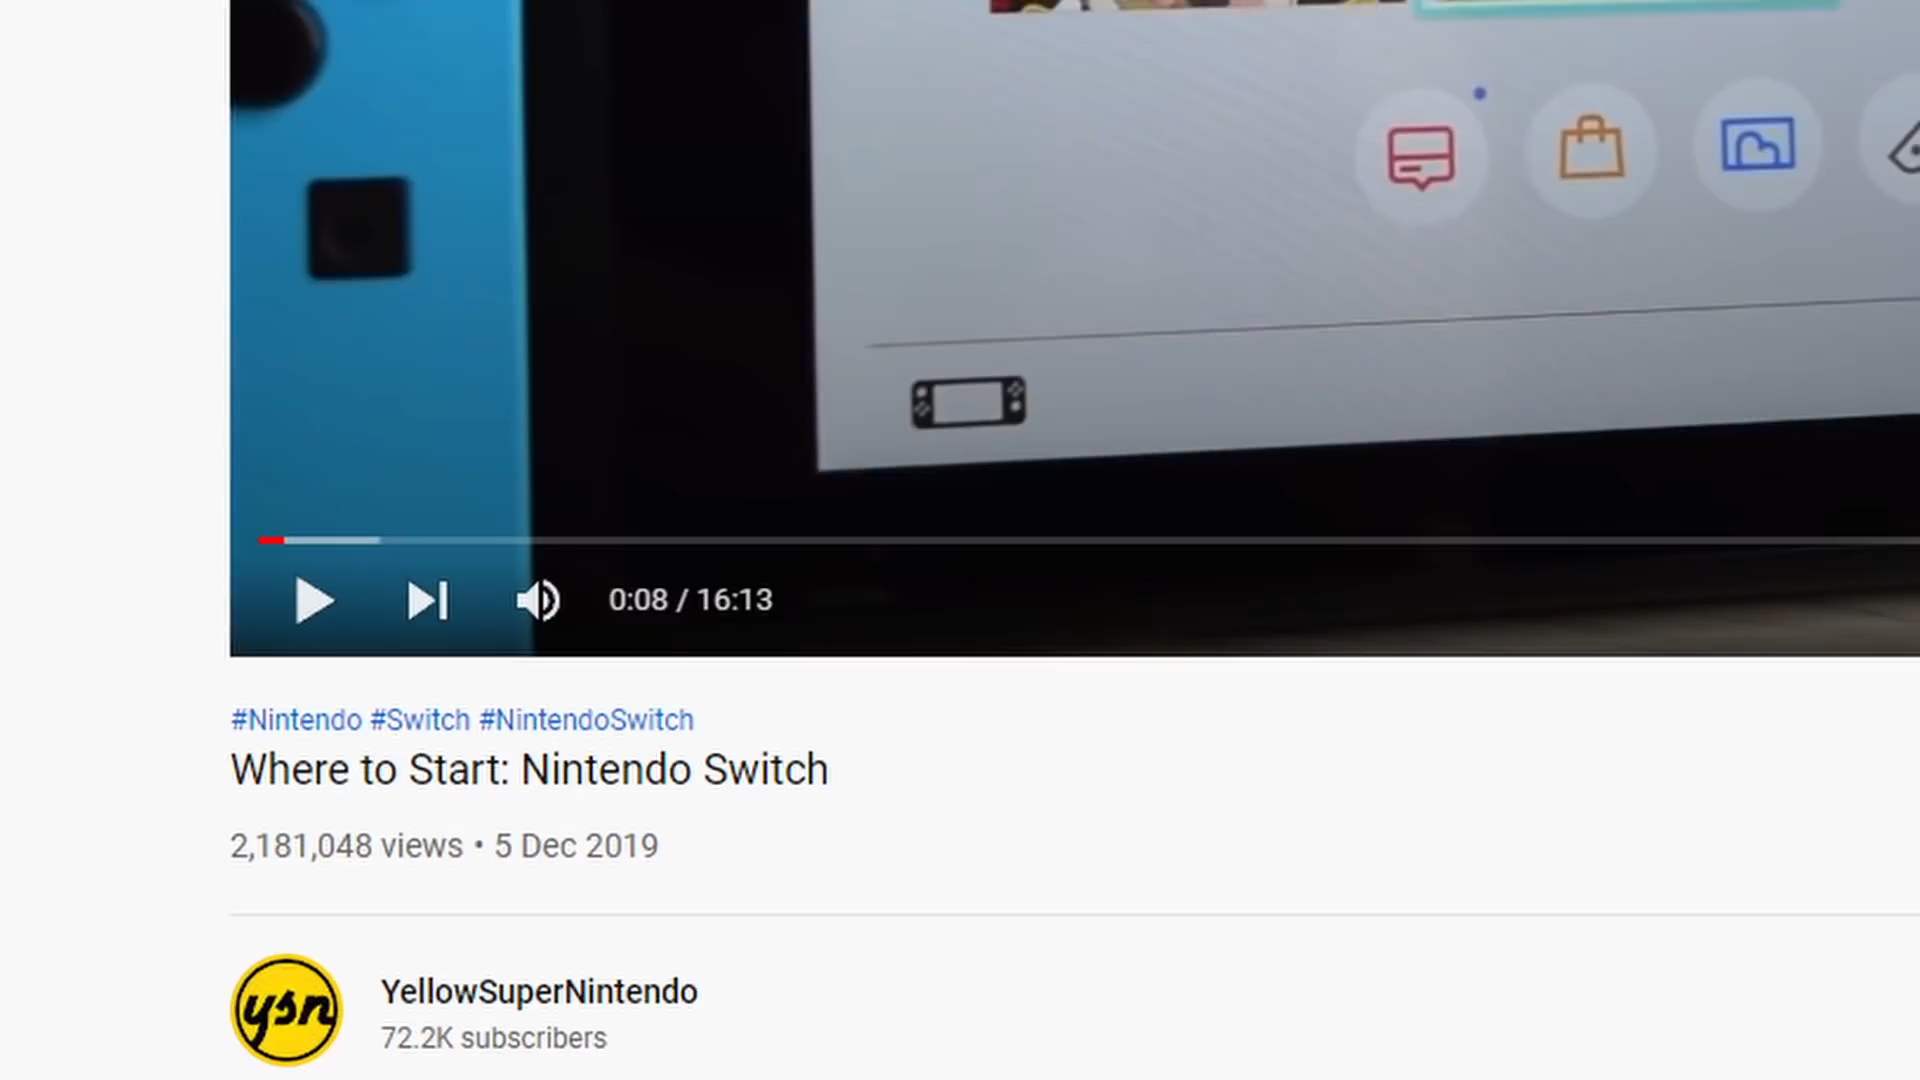 0:08 / 16:13
#Nintendo #Switch #NintendoSwitch
Where to Start: Nintendo Switch
2,181,048 views • 5 Dec 2019
ysn
YellowSuperNintendo
72.2K subscribers